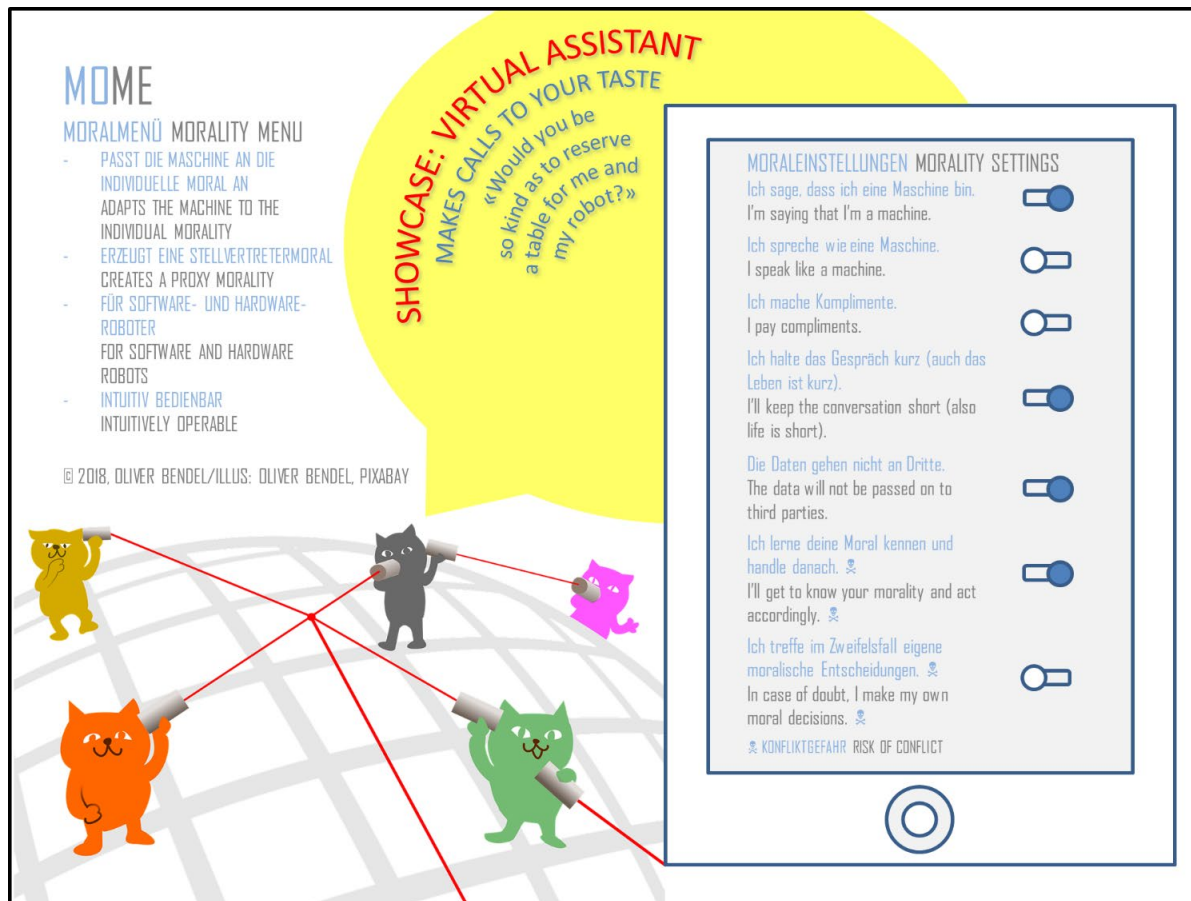 MOME
MORALMENÜ MORALITY MENU
- PASST DIE MASCHINE AN DIE
INDIVIDUELLE MORAL AN
ADAPTS THE MACHINE TO THE
INDIVIDUAL MORALITY
- ERZEUGT EINE STELLVERTRETERMORAL
CREATES A PROXY MORALITY
- FÜR SOFTWARE- UND HARDWARE-
ROBOTER
FOR SOFTWARE AND HARDWARE
ROBOTS
- INTUITIV BEDIENBAR
INTUITIVELY OPERABLE
© 2018, OLIVER BENDEL/ILLUS: OLIVER BENDEL, PIXABAY
SHOWCASE: VIRTUAL ASSISTANT
MAKES CALLS TO YOUR TASTE
«Would you be
so kind as to reserve
a table for me and
my robot?»
MORALEINSTELLUNGEN MORALITY SETTINGS
Ich sage, dass ich eine Maschine bin.
I'm saying that I'm a machine.
Ich spreche wie eine Maschine.
I speak like a machine.
Ich mache Komplimente.
I pay compliments.
Ich halte das Gespräch kurz (auch das
Leben ist kurz).
I'll keep the conversation short (also
life is short).
Die Daten gehen nicht an Dritte.
The data will not be passed on to
third parties.
Ich lerne deine Moral kennen und
handle danach. ☠
I'll get to know your morality and act
accordingly. ☠
Ich treffe im Zweifelsfall eigene
moralische Entscheidungen. ☠
In case of doubt, I make my own
moral decisions. ☠
☠ KONFLIKTGEFAHR RISK OF CONFLICT